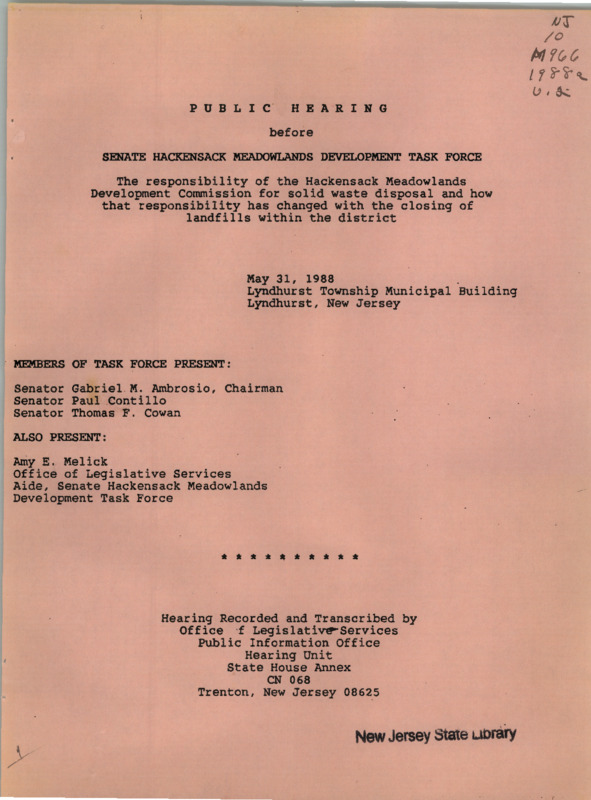 NJ
10
M966
1988a
P U B L I C   H E A R I N G
before
SENATE HACKENSACK MEADOWLANDS DEVELOPMENT TASK FORCE
The responsibility of the Hackensack Meadowlands
Development Commission for solid waste disposal and how
that responsibility has changed with the closing of
landfills within the district
May 31, 1988
Lyndhurst Township Municipal Building
Lyndhurst, New Jersey
MEMBERS OF TASK FORCE PRESENT:
Senator Gabriel M. Ambrosio, Chairman
Senator Paul Contillo
Senator Thomas F. Cowan
ALSO PRESENT:
Amy E. Melick
Office of Legislative Services
Aide, Senate Hackensack Meadowlands
Development Task Force
* * * * * * * * * *
Hearing Recorded and Transcribed by
Office f Legislative Services
Public Information Office
Hearing Unit
State House Annex
CN 068
Trenton, New Jersey 08625
New Jersey State Library